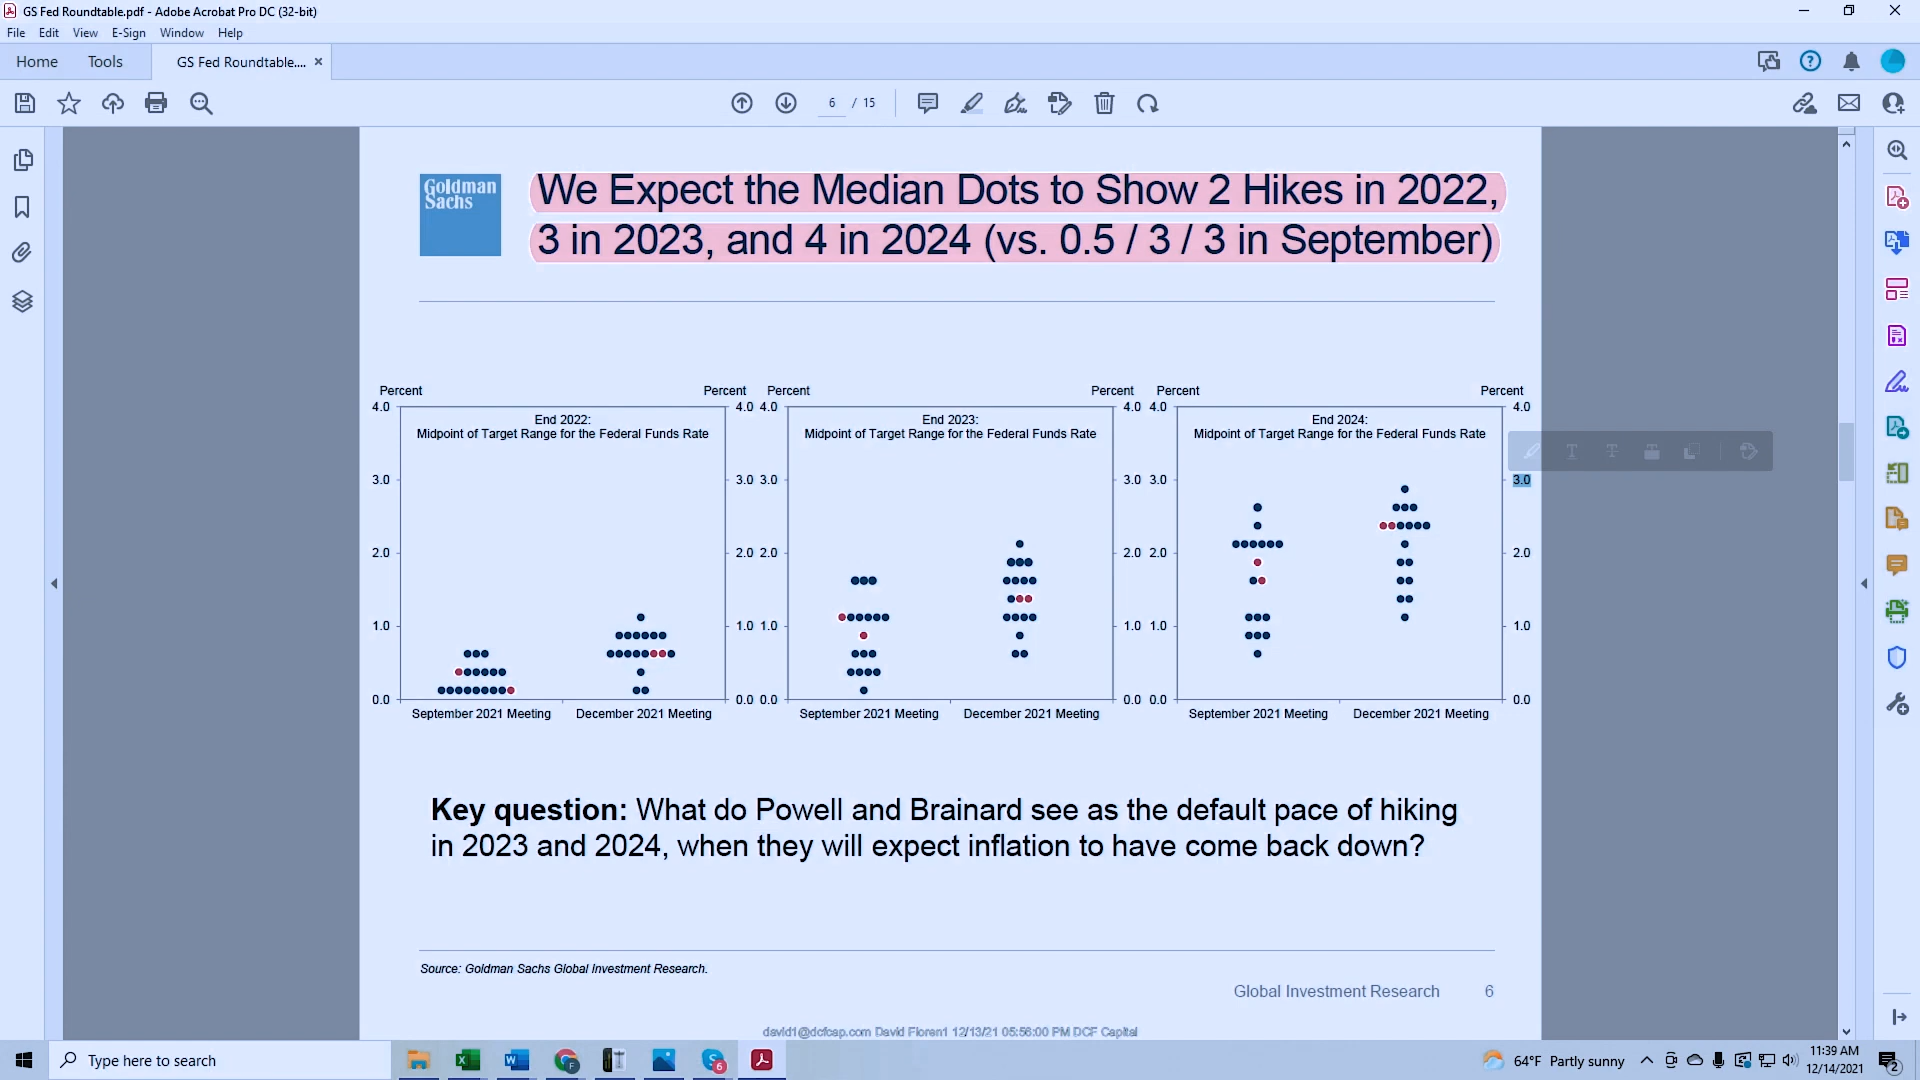 GS Fed Roundtable.pdf - Adobe Acrobat Pro DC (32-bit)
File Edit View E-Sign Window Help
Home Tools GS Fed Roundtable.... ×
6 / 15
Goldman
Sachs
We Expect the Median Dots to Show 2 Hikes in 2022,
3 in 2023, and 4 in 2024 (vs. 0.5 / 3 / 3 in September)
Percent Percent Percent Percent Percent Percent
4.0 4.0 4.0 4.0 4.0 4.0
End 2022: End 2023: End 2024:
Midpoint of Target Range for the Federal Funds Rate Midpoint of Target Range for the Federal Funds Rate Midpoint of Target Range for the Federal Funds Rate
3.0 3.0 3.0 3.0 3.0 3.0
2.0 2.0 2.0 2.0 2.0 2.0
1.0 1.0 1.0 1.0 1.0 1.0
0.0 0.0 0.0 0.0 0.0 0.0
September 2021 Meeting December 2021 Meeting September 2021 Meeting December 2021 Meeting September 2021 Meeting December 2021 Meeting
Key question: What do Powell and Brainard see as the default pace of hiking
in 2023 and 2024, when they will expect inflation to have come back down?
Source: Goldman Sachs Global Investment Research.
Global Investment Research 6
david1@dcfcap.com David Floren1 12/13/21 05:56:00 PM DCF Capital
Type here to search
6
64°F Partly sunny
11:39 AM
12/14/2021
2